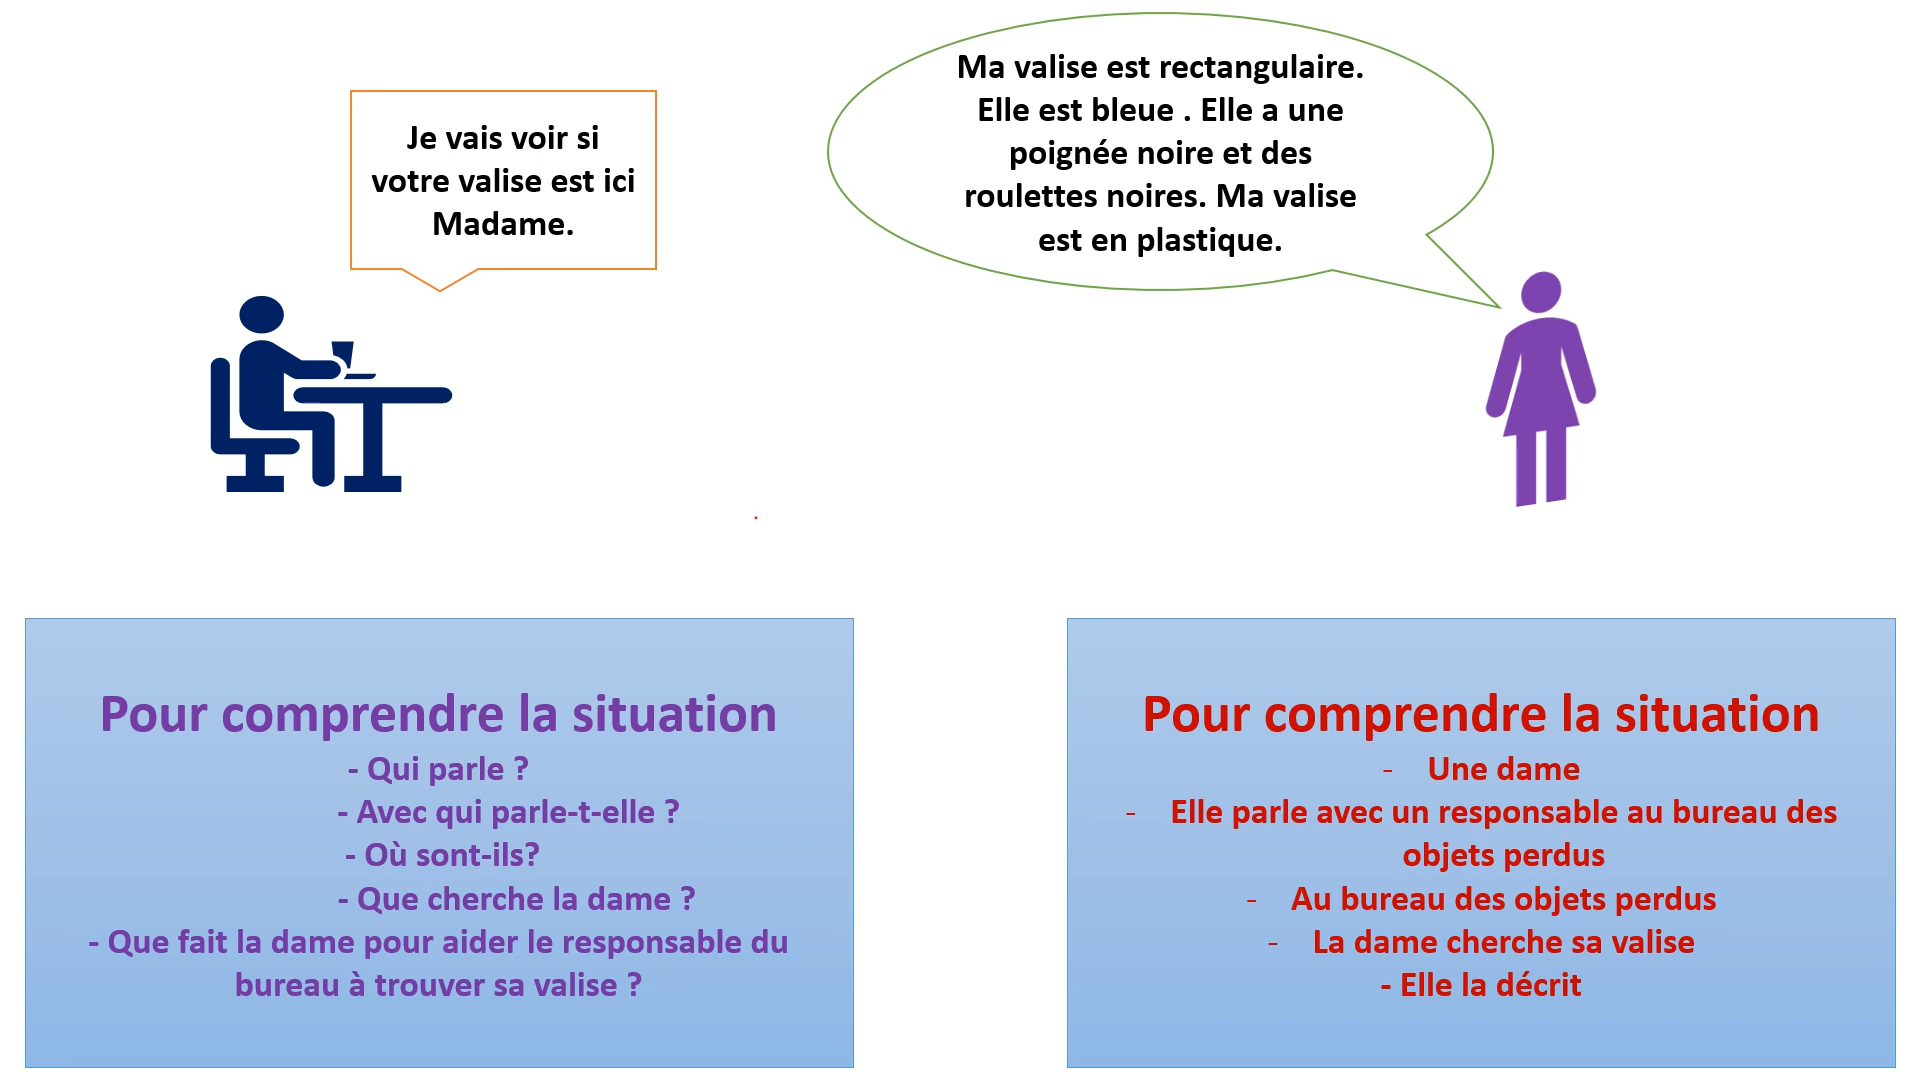 Je vais voir si
votre valise est ici
Madame.
Ma valise est rectangulaire.
Elle est bleue . Elle a une
poignée noire et des
roulettes noires. Ma valise
est en plastique.
Pour comprendre la situation
- Qui parle ?
- Avec qui parle-t-elle ?
- Où sont-ils?
- Que cherche la dame ?
- Que fait la dame pour aider le responsable du
bureau à trouver sa valise ?
Pour comprendre la situation
- Une dame
- Elle parle avec un responsable au bureau des
objets perdus
- Au bureau des objets perdus
- La dame cherche sa valise
- Elle la décrit